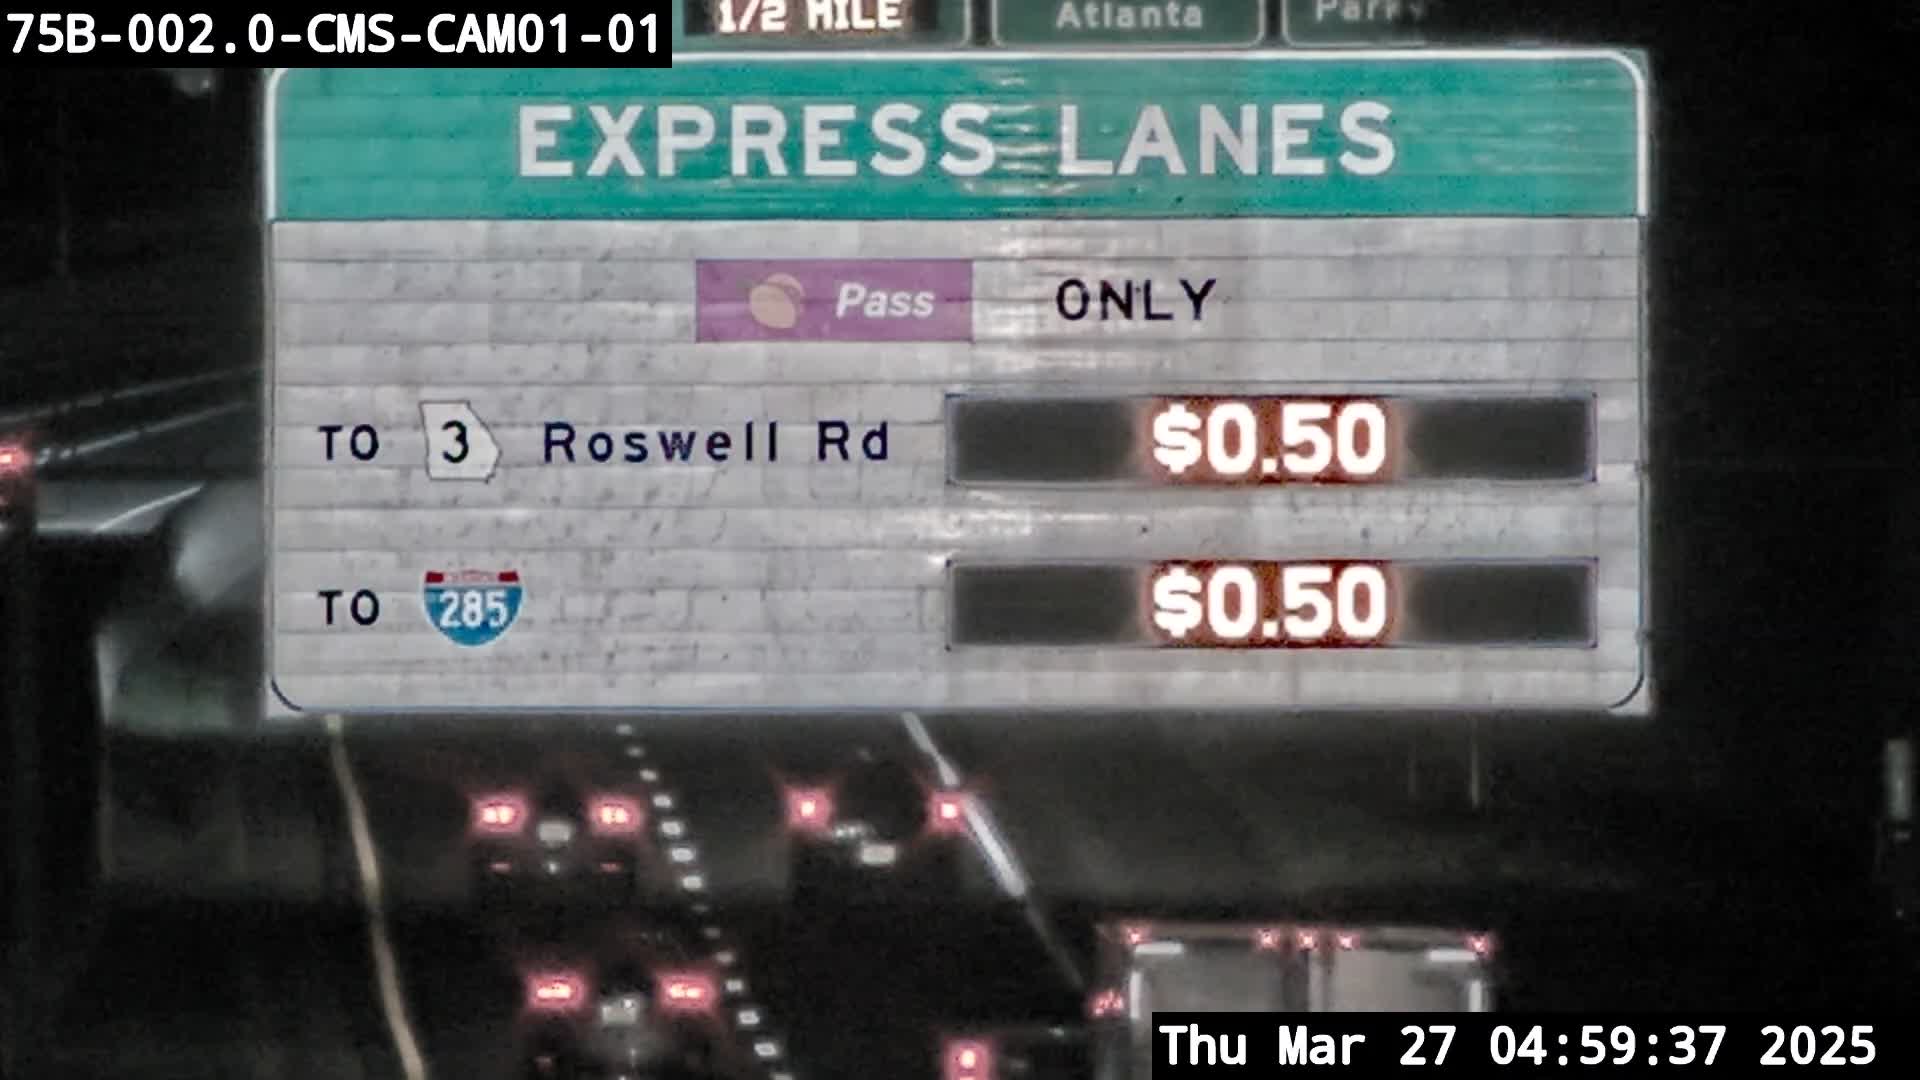 75B-002.0-CMS-CAM01-01
1/2 MILE
Atlanta
EXPRESS LANES
Pass ONLY
TO 3 Roswell Rd $0.50
TO 285 $0.50
Thu Mar 27 04:59:37 2025